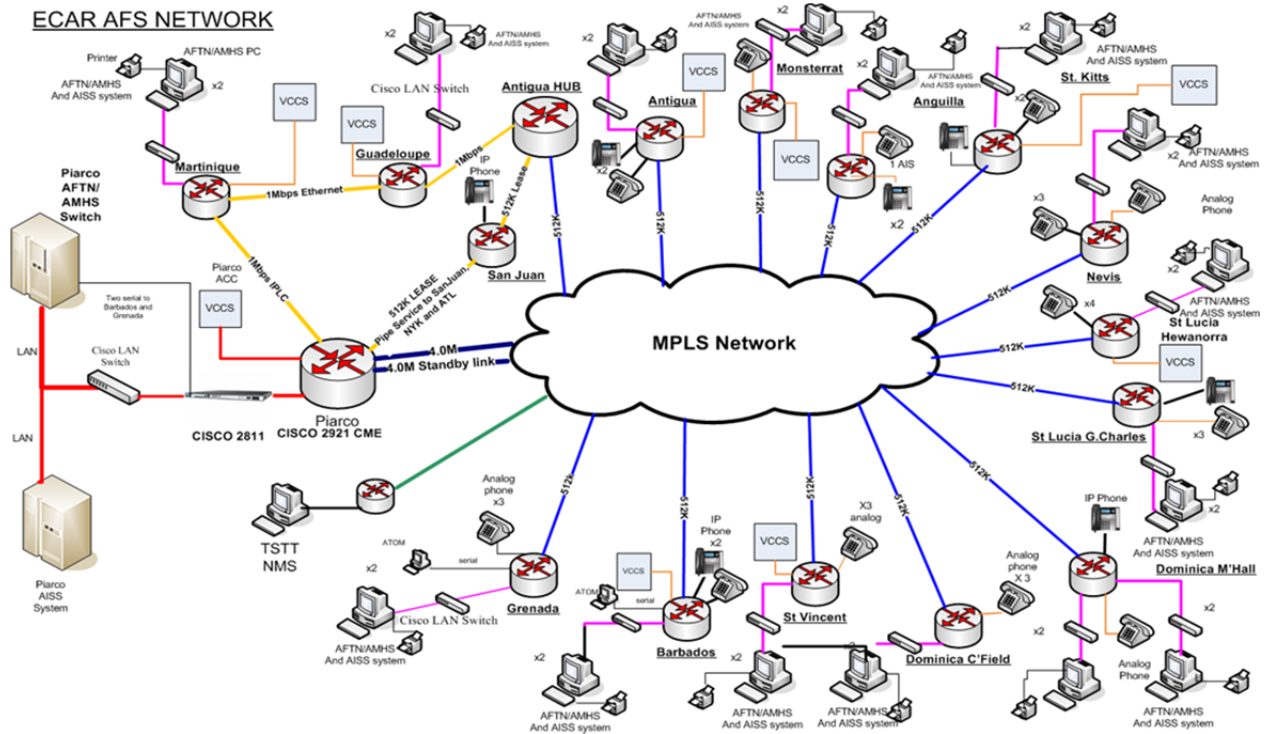 ECAR AFS NETWORK
Printer
AFTN/AMHS PC
AFTN/AMHS
And AISS system
x2
VCCS
Martinique
Piarco
AFTN/
AMHS
Switch
x2
AFTN/AMHS
And AISS system
Cisco LAN Switch
VCCS
Guadeloupe
1Mbps Ethernet
1Mbps
Antigua HUB
IP
Phone
512K Lease
San Juan
512K
1Mbps IPLC
512K LEASE
Pipe Service to SanJuan,
NYK and ATL
x2
AFTN/AMHS
And AISS system
Antigua
VCCS
x2
512K
x2
AFTN/AMHS
And AISS system
Monsterrat
VCCS
512K
AFTN/AMHS
And AISS system
Anguilla
1 AIS
x2
512K
x2
AFTN/AMHS
And AISS system
St. Kitts
x2
VCCS
512K
AFTN/AMHS
And AISS system
x3
Analog
Phone
Nevis
512K
x2
AFTN/AMHS
And AISS system
x4
St Lucia
Hewanorra
VCCS
512K
512K
St Lucia G.Charles
x3
x2
AFTN/AMHS
And AISS system
MPLS Network
Piarco
ACC
VCCS
Two serial to
Barbados and
Grenada
LAN
Cisco LAN
Switch
LAN
CISCO 2811
Piarco
CISCO 2921 CME
4.0M
4.0M Standby link
Piarco
AISS
System
TSTT
NMS
512k
Analog
phone
x3
ATOM
serial
x2
Cisco LAN Switch
Grenada
AFTN/AMHS
And AISS system
512K
IP
Phone
x2
VCCS
ATOM
serial
Barbados
x2
AFTN/AMHS
And AISS system
512K
X3
analog
VCCS
St Vincent
x2
AFTN/AMHS
And AISS system
x2
AFTN/AMHS
And AISS system
512K
Analog
phone
X 3
Dominica C'Field
512K
IP Phone
Dominica M'Hall
x2
x2
Analog
Phone
AFTN/AMHS
And AISS system